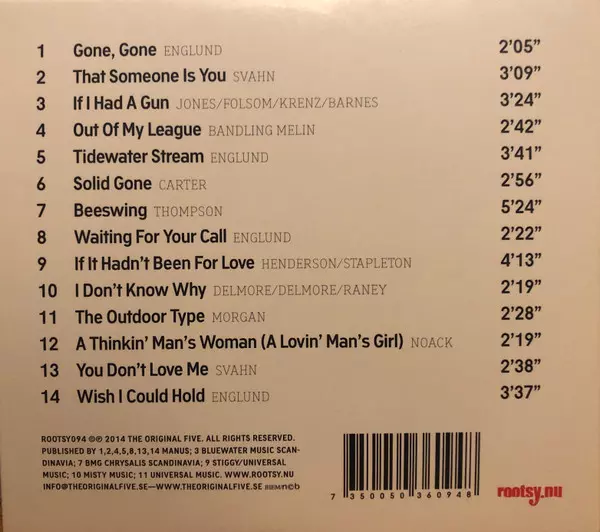 1 Gone, Gone ENGLUND 2’05”
2 That Someone Is You SVAHN 3’09”
3 If I Had A Gun JONES/FOLSOM/KRENZ/BARNES 3’24”
4 Out Of My League BANDLING MELIN 2’42”
5 Tidewater Stream ENGLUND 3’41”
6 Solid Gone CARTER 2’56”
7 Beeswing THOMPSON 5’24”
8 Waiting For Your Call ENGLUND 2’22”
9 If It Hadn’t Been For Love HENDERSON/STAPLETON 4’13”
10 I Don’t Know Why DELMORE/DELMORE/RANEY 2’19”
11 The Outdoor Type MORGAN 2’28”
12 A Thinkin’ Man’s Woman (A Lovin’ Man’s Girl) NOACK 2’19”
13 You Don’t Love Me SVAHN 2’38”
14 Wish I Could Hold ENGLUND 3’37”
ROOTSY094 ©℗ 2014 THE ORIGINAL FIVE. ALL RIGHTS RESERVED.
PUBLISHED BY 1,2,4,5,8,13,14 MANUS; 3 BLUEWATER MUSIC SCAN-
DINAVIA; 7 BMG CHRYSALIS SCANDINAVIA; 9 STIGGY/UNIVERSAL
MUSIC; 10 MISTY MUSIC; 11 UNIVERSAL MUSIC. WWW.ROOTSY.NU
INFO@THEORIGINALFIVE.SE—WWW.THEORIGINALFIVE.SE ncb
7 350050 360948
rootsy.nu